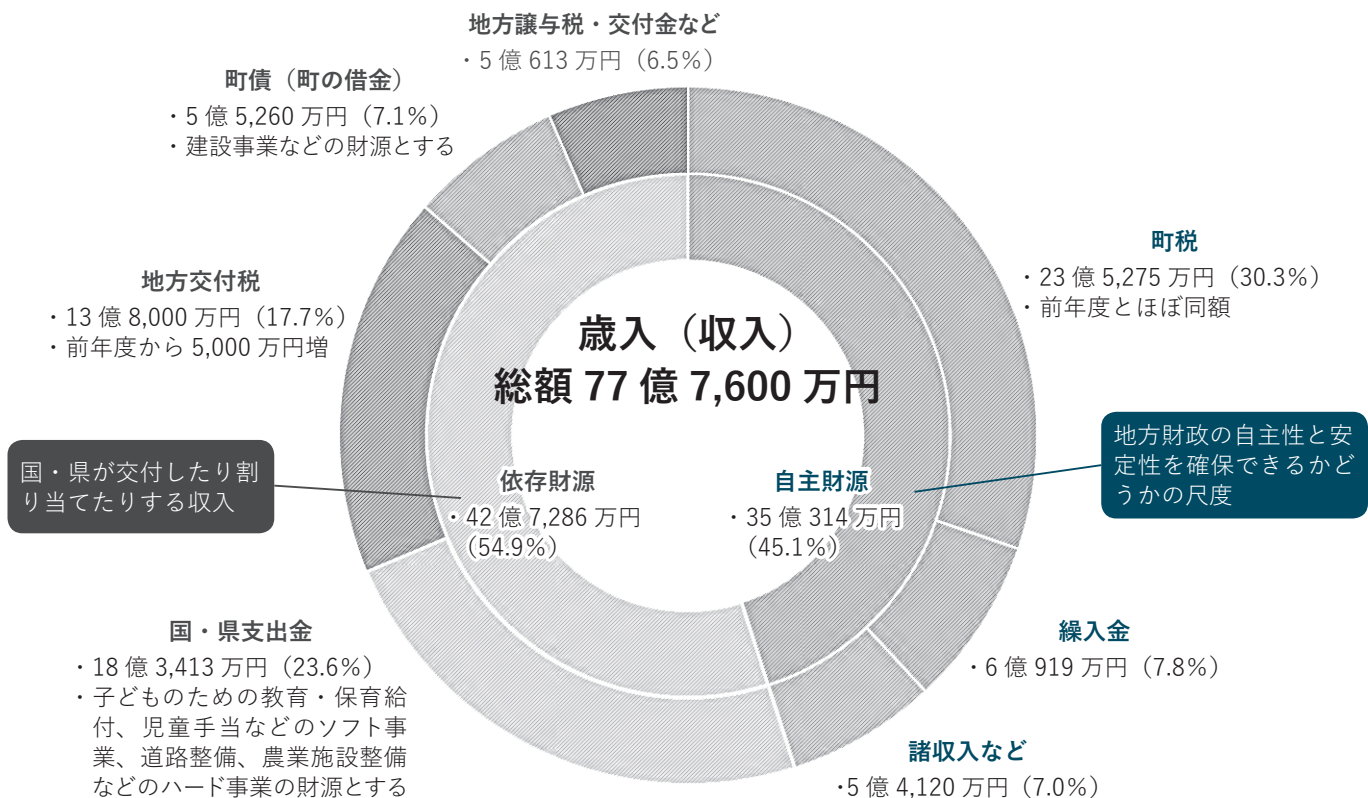 地方譲与税・交付金など
・5 億 613 万円（6.5％）
町債（町の借金）
・5 億 5,260 万円（7.1％）
・建設事業などの財源とする
町税
・23 億 5,275 万円（30.3％）
・前年度とほぼ同額
地方交付税
・13 億 8,000 万円（17.7％）
・前年度から 5,000 万円増
歳入（収入）
総額 77 億 7,600 万円
国・県が交付したり割
り当てたりする収入
依存財源
・42 億 7,286 万円
(54.9％)
自主財源
・35 億 314 万円
(45.1％)
地方財政の自主性と安
定性を確保できるかど
うかの尺度
国・県支出金
・18 億 3,413 万円（23.6％）
・子どものための教育・保育給
付、児童手当などのソフト事
業、道路整備、農業施設整備
などのハード事業の財源とする
繰入金
・6 億 919 万円（7.8％）
諸収入など
・5 億 4,120 万円（7.0％）